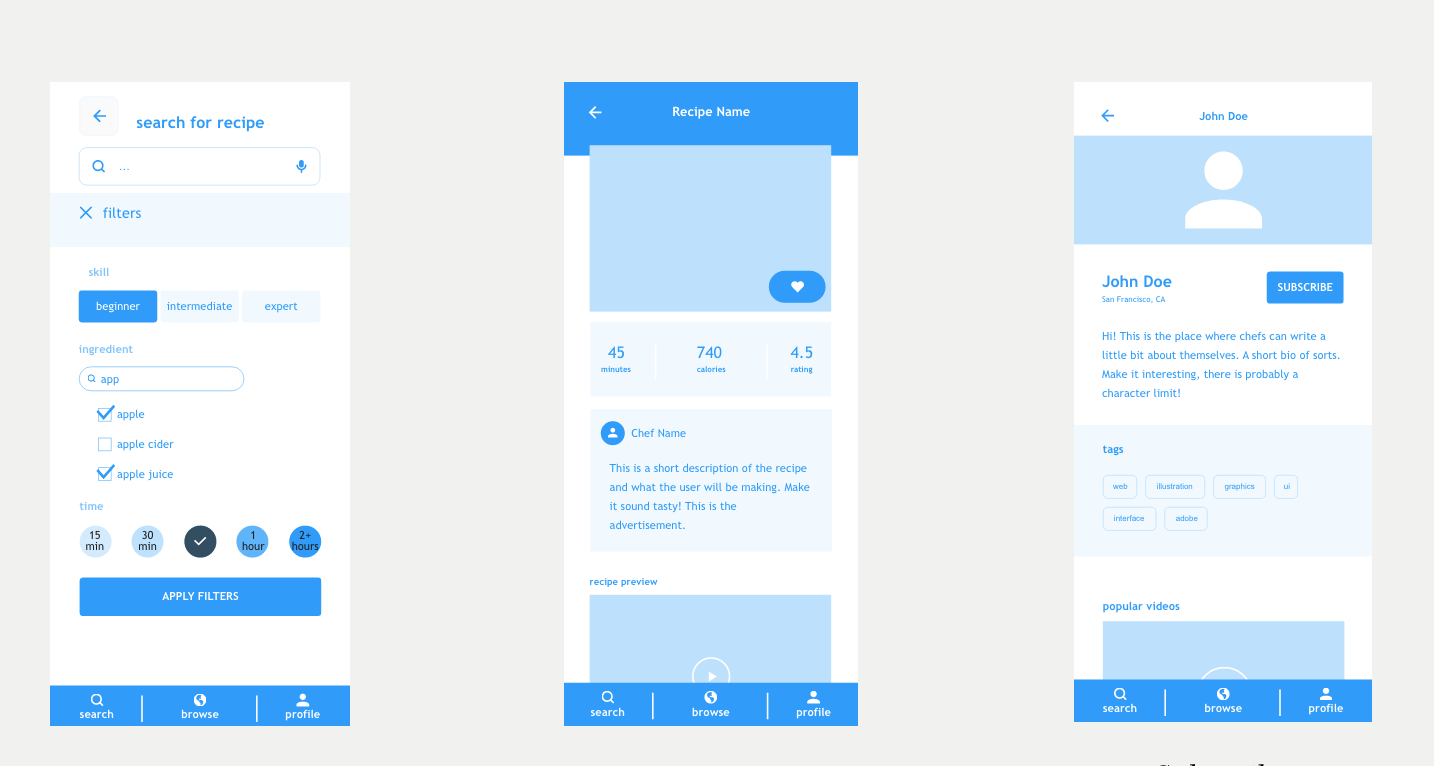 search for recipe
...
filters
skill
beginner intermediate expert
ingredient
app
apple
apple cider
apple juice
time
15 min
30 min
1 hour
2+ hours
APPLY FILTERS
search browse profile
Recipe Name
45 740 4.5
minutes calories rating
Chef Name
This is a short description of the recipe
and what the user will be making. Make
it sound tasty! This is the
advertisement.
recipe preview
search browse profile
John Doe
John Doe
San Francisco, CA
SUBSCRIBE
Hi! This is the place where chefs can write a
little bit about themselves. A short bio of sorts.
Make it interesting, there is probably a
character limit!
tags
web illustration graphics ui
interface adobe
popular videos
search browse profile